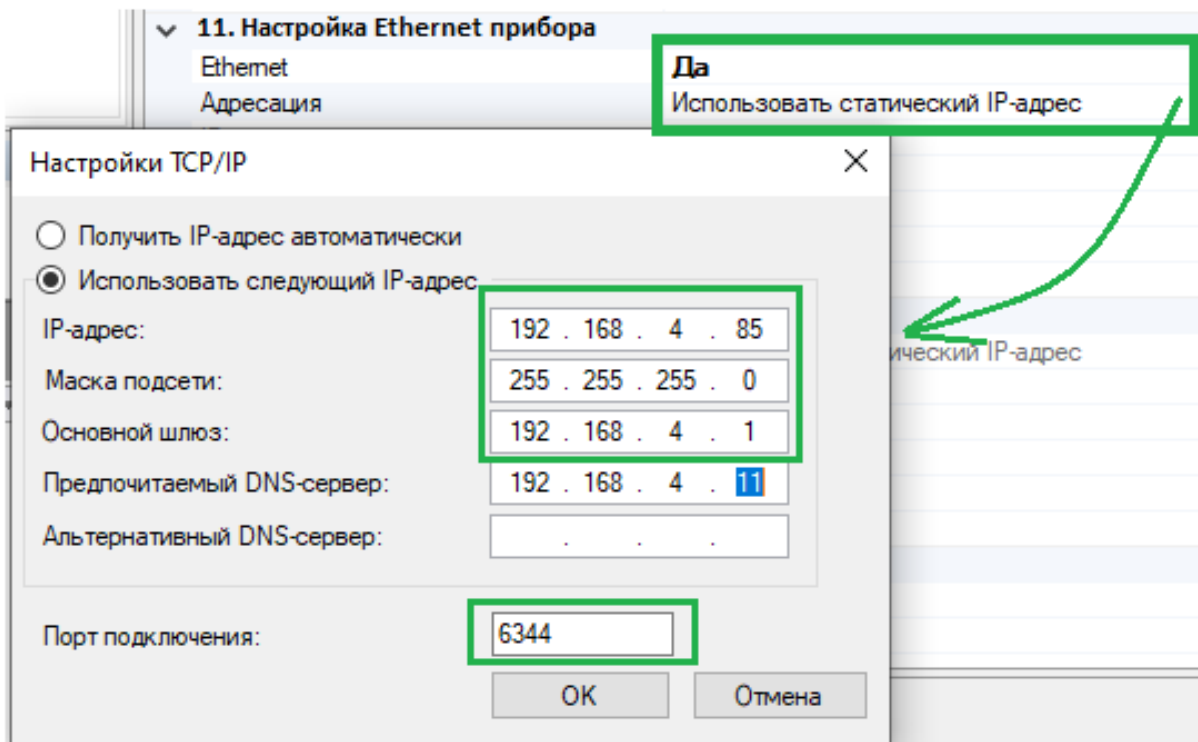 11. Настройка Ethernet прибора
Ethernet Да
Адресация Использовать статический IP-адрес
Настройки TCP/IP
Получить IP-адрес автоматически
Использовать следующий IP-адрес
IP-адрес: 192 . 168 . 4 . 85
ический IP-адрес
Маска подсети: 255 . 255 . 255 . 0
Основной шлюз: 192 . 168 . 4 . 1
Предпочитаемый DNS-сервер: 192 . 168 . 4 . 11
Альтернативный DNS-сервер: . . .
Порт подключения: 6344
OK Отмена